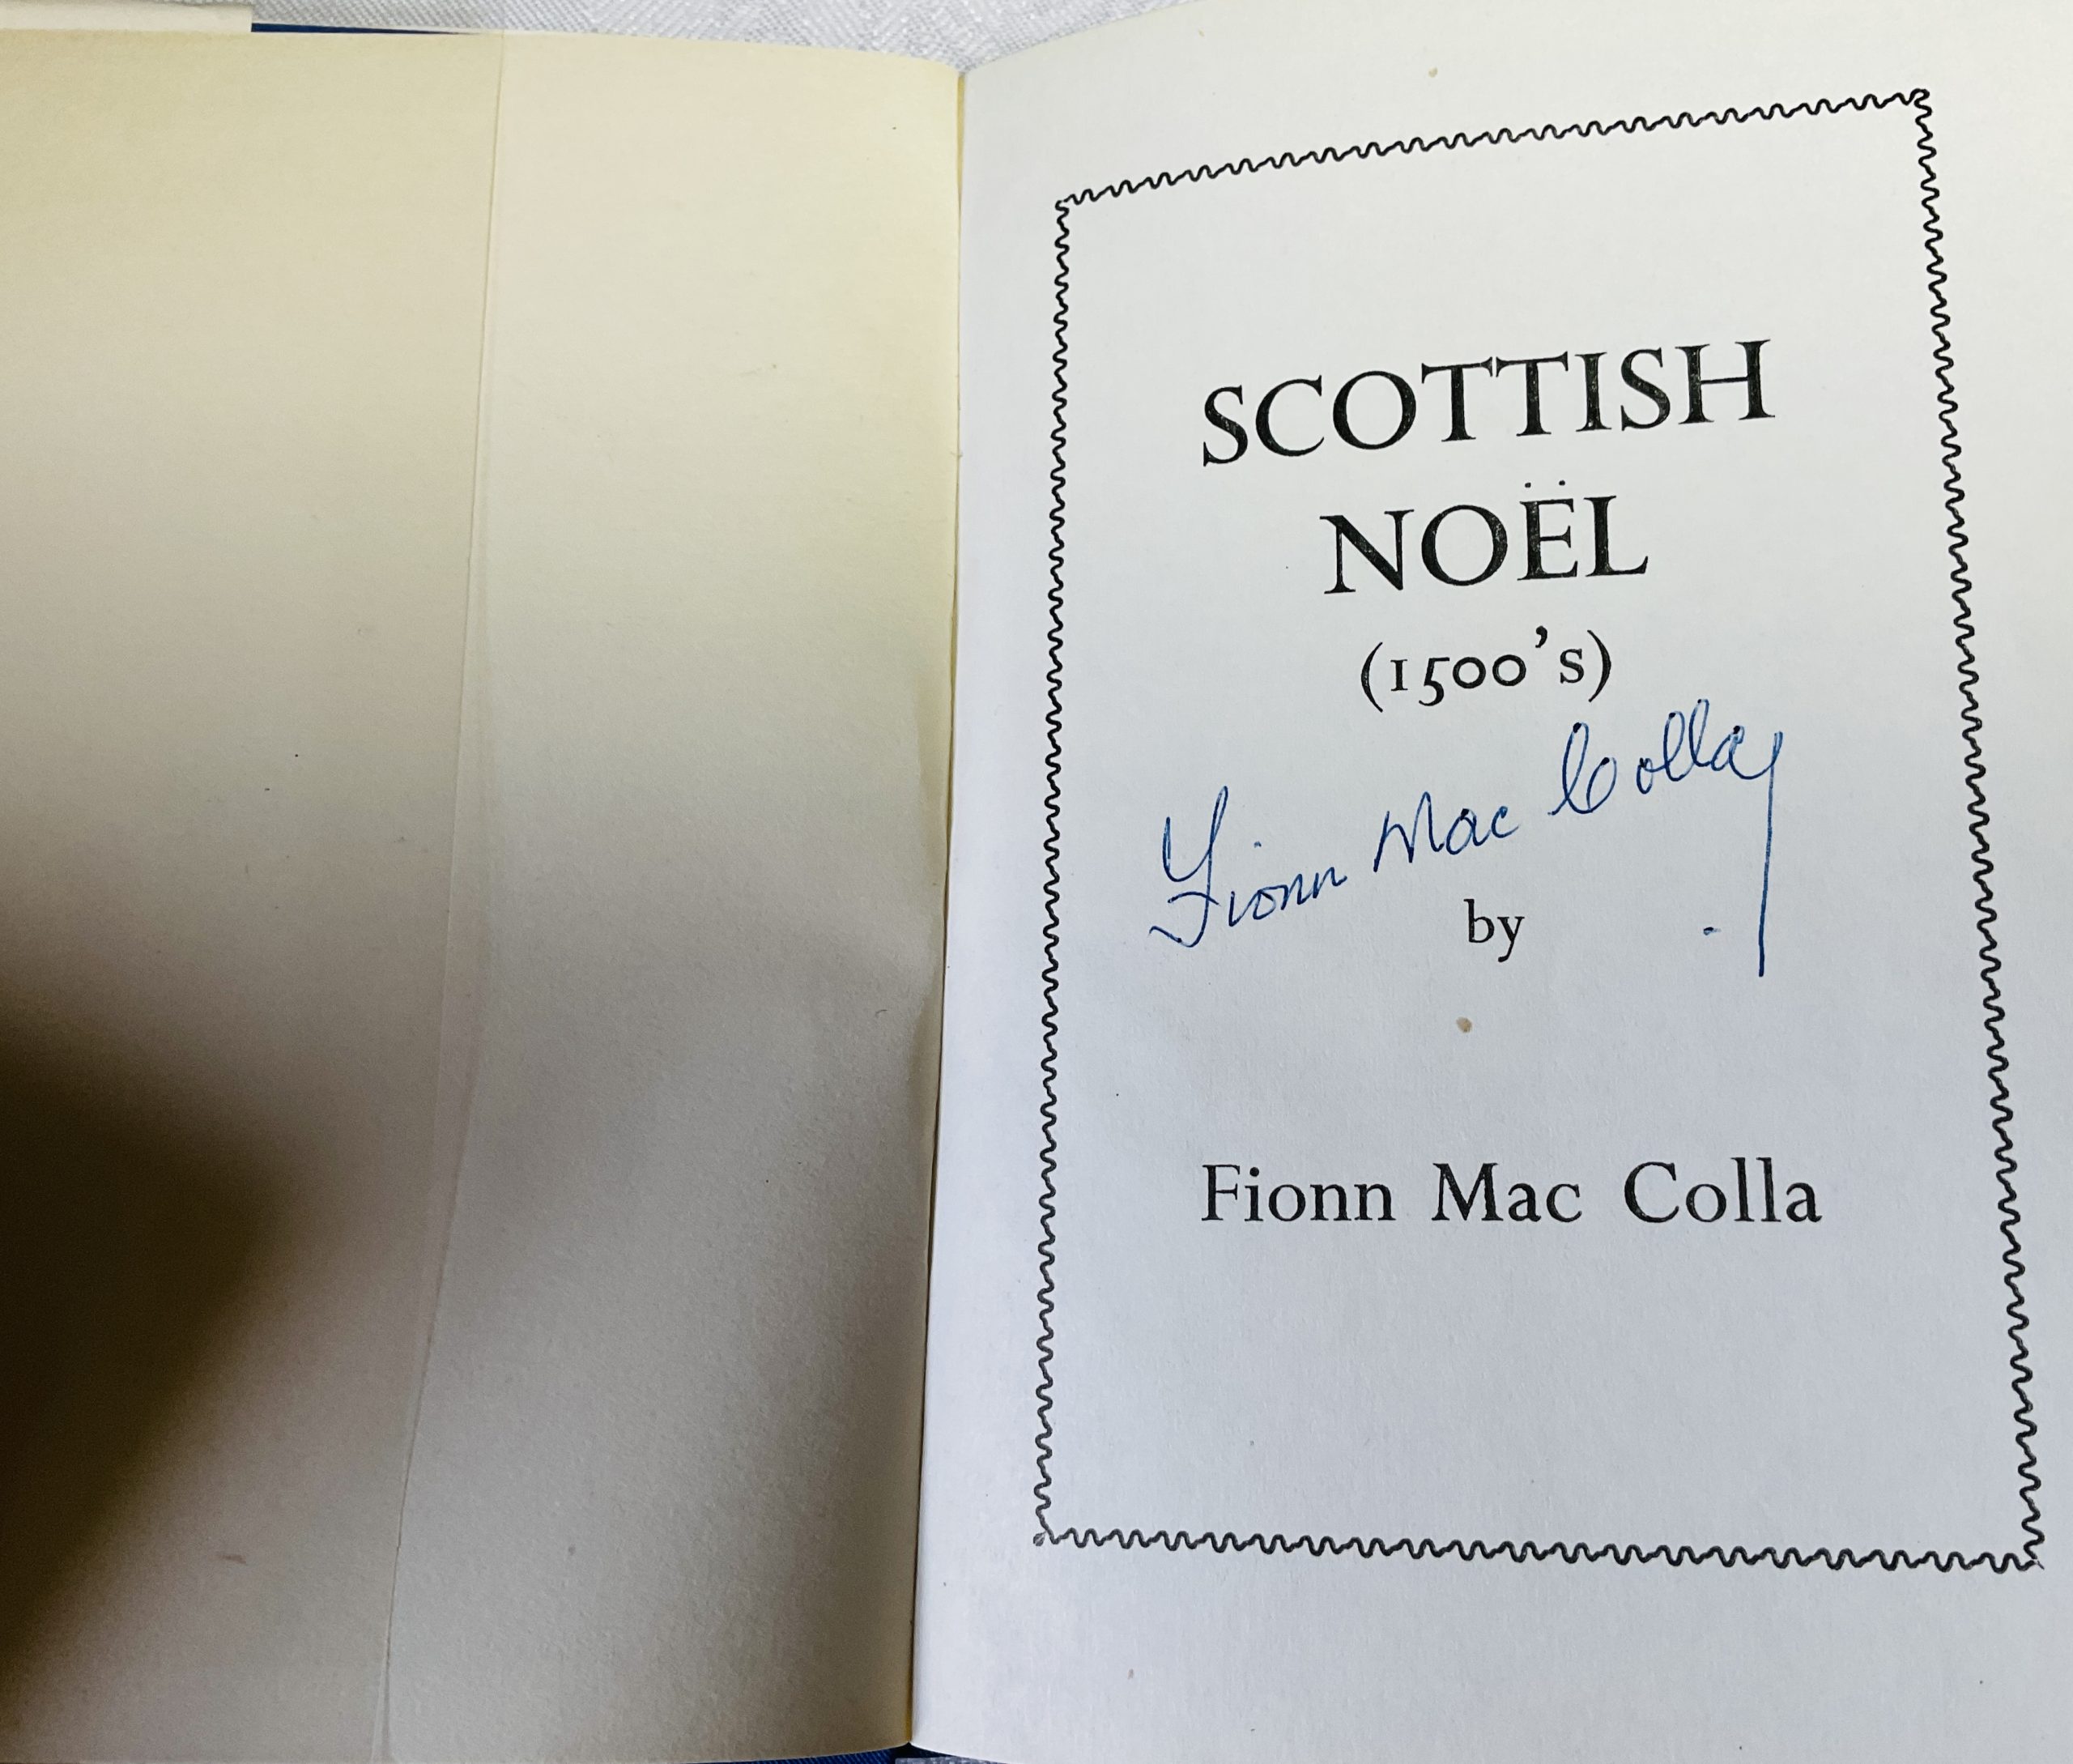 SCOTTISH
NOËL
(1500's)
Fionn Mac Colla
by
Fionn Mac Colla